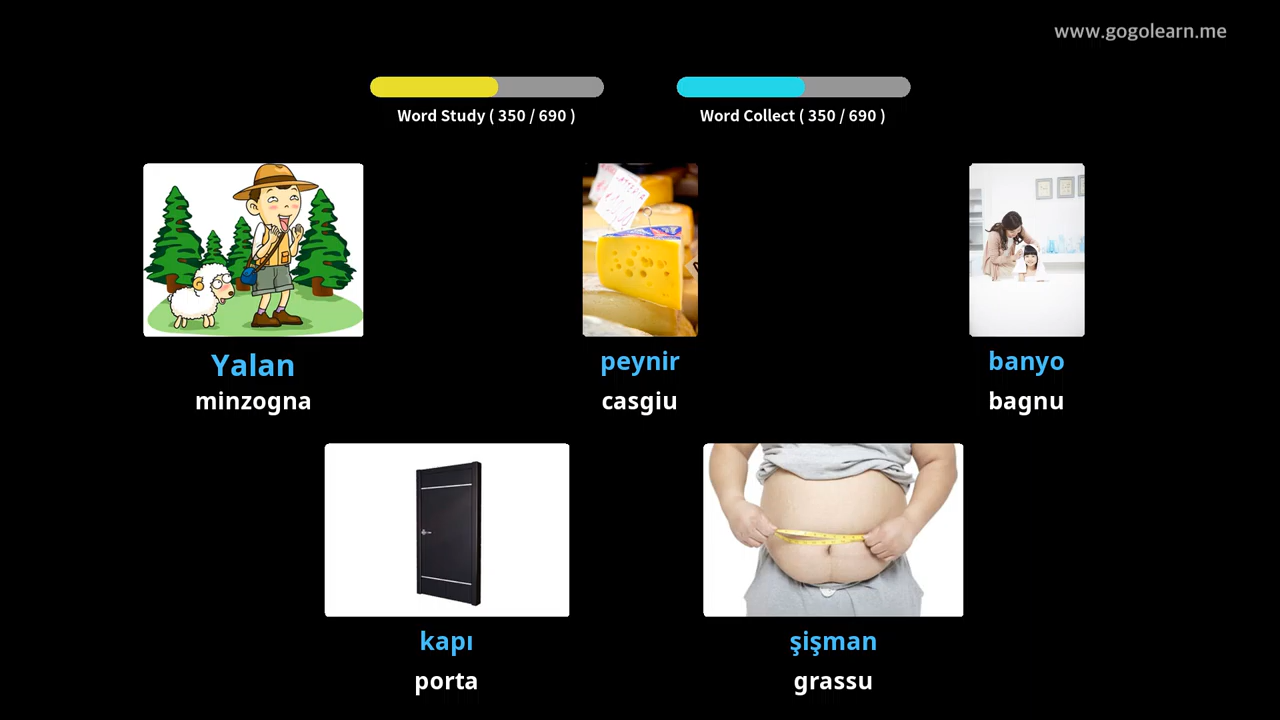 www.gogolearn.me
Word Study ( 350 / 690 )
Word Collect ( 350 / 690 )
Yalan
minzogna
peynir
casgiu
banyo
bagnu
kapı
porta
şişman
grassu